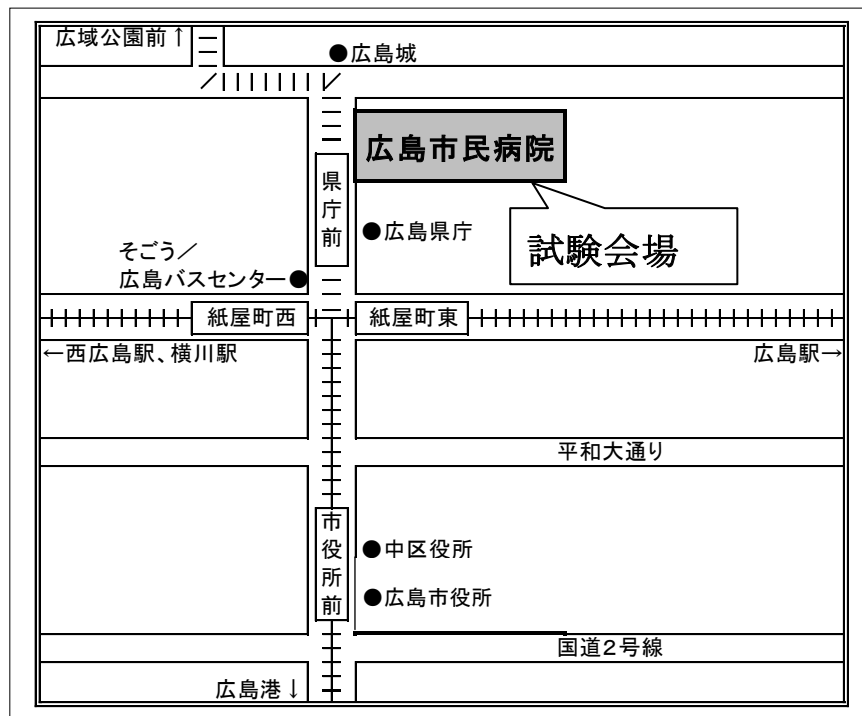 広域公園前↑
●広島城
広島市民病院
県庁前
●広島県庁
試験会場
そごう/
広島バスセンター●
紙屋町西
紙屋町東
←西広島駅、横川駅
広島駅→
平和大通り
市役所前
●中区役所
●広島市役所
国道2号線
広島港↓